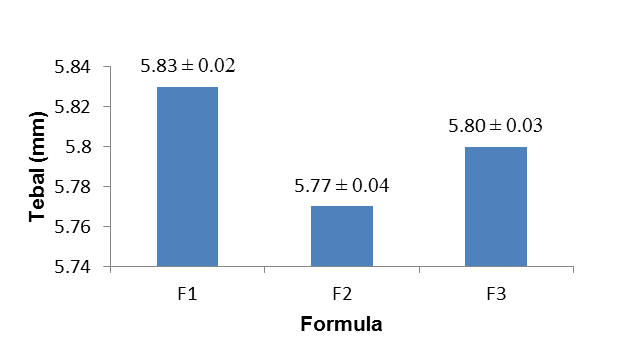 5.84
5.82
5.8
5.78
5.76
5.74
Tebal (mm)
5.83 ± 0.02
5.77 ± 0.04
5.80 ± 0.03
F1
F2
F3
Formula